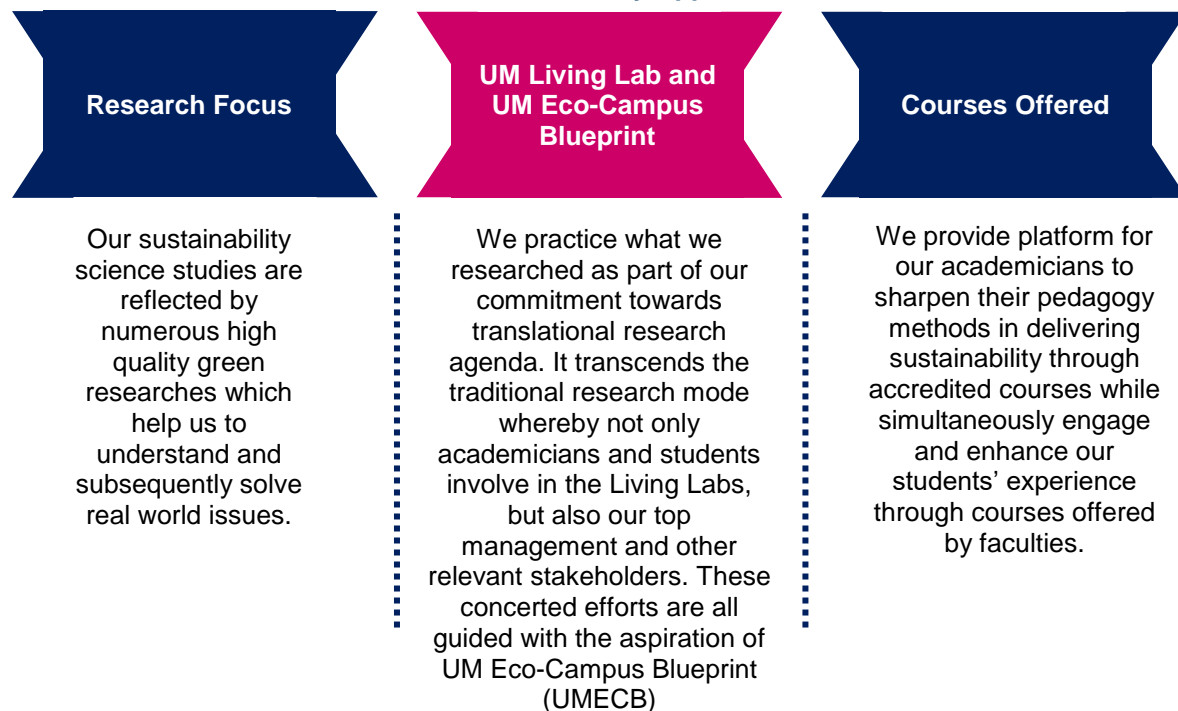 Research Focus
UM Living Lab and
UM Eco-Campus
Blueprint
Courses Offered
Our sustainability
science studies are
reflected by
numerous high
quality green
researches which
help us to
understand and
subsequently solve
real world issues.
We practice what we
researched as part of our
commitment towards
translational research
agenda. It transcends the
traditional research mode
whereby not only
academicians and students
involve in the Living Labs,
but also our top
management and other
relevant stakeholders. These
concerted efforts are all
guided with the aspiration of
UM Eco-Campus Blueprint
(UMECB)
We provide platform for
our academicians to
sharpen their pedagogy
methods in delivering
sustainability through
accredited courses while
simultaneously engage
and enhance our
students’ experience
through courses offered
by faculties.